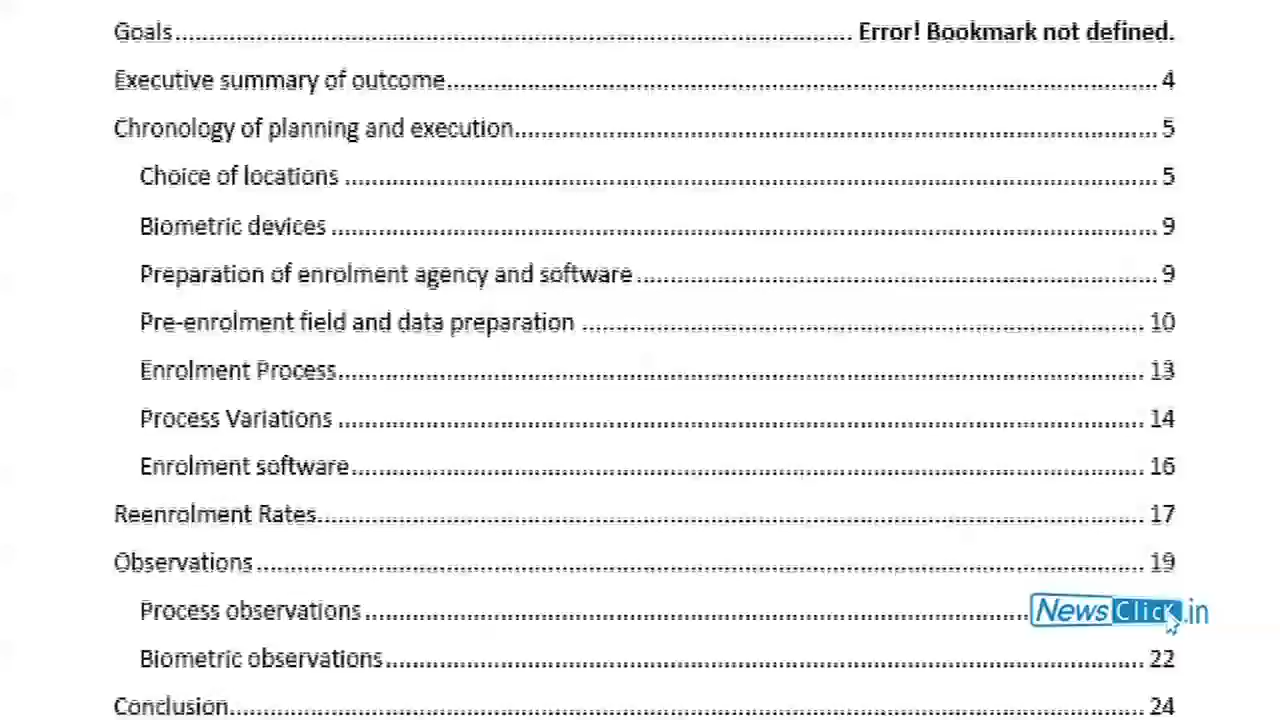 Goals.......... Error! Bookmark not defined.
Executive summary of outcome.......... 4
Chronology of planning and execution.......... 5
Choice of locations .......... 5
Biometric devices .......... 9
Preparation of enrolment agency and software .......... 9
Pre-enrolment field and data preparation .......... 10
Enrolment Process.......... 13
Process Variations .......... 14
Enrolment software.......... 16
Reenrolment Rates.......... 17
Observations .......... 19
Process observations .......... NewsClick.in
Biometric observations.......... 22
Conclusion.......... 24